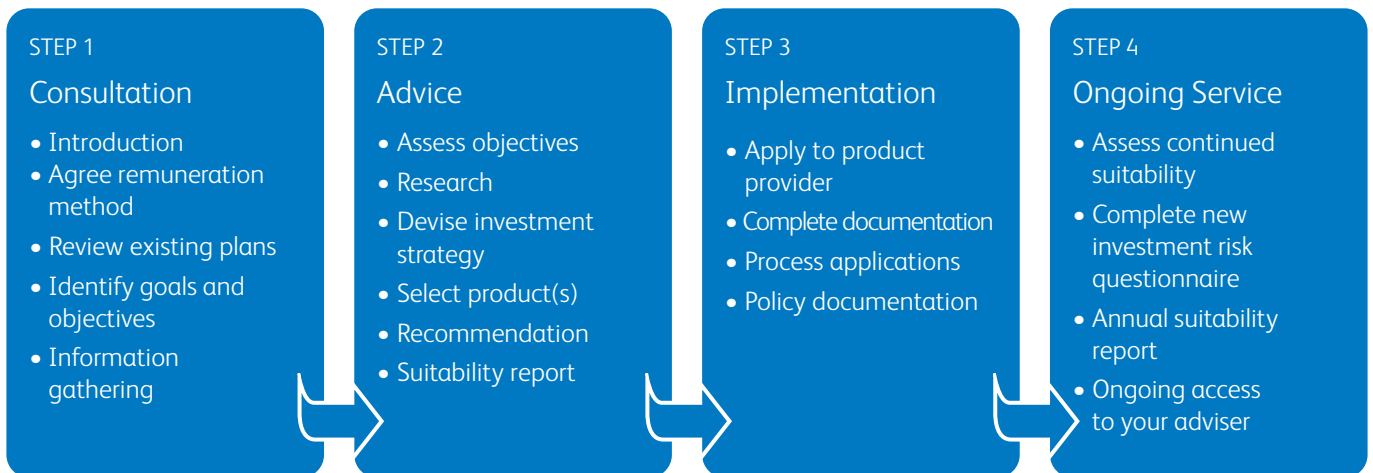 STEP 1
Consultation
• Introduction
• Agree remuneration
method
• Review existing plans
• Identify goals and
objectives
• Information
gathering
STEP 2
Advice
• Assess objectives
• Research
• Devise investment
strategy
• Select product(s)
• Recommendation
• Suitability report
STEP 3
Implementation
• Apply to product
provider
• Complete documentation
• Process applications
• Policy documentation
STEP 4
Ongoing Service
• Assess continued
suitability
• Complete new
investment risk
questionnaire
• Annual suitability
report
• Ongoing access
to your adviser